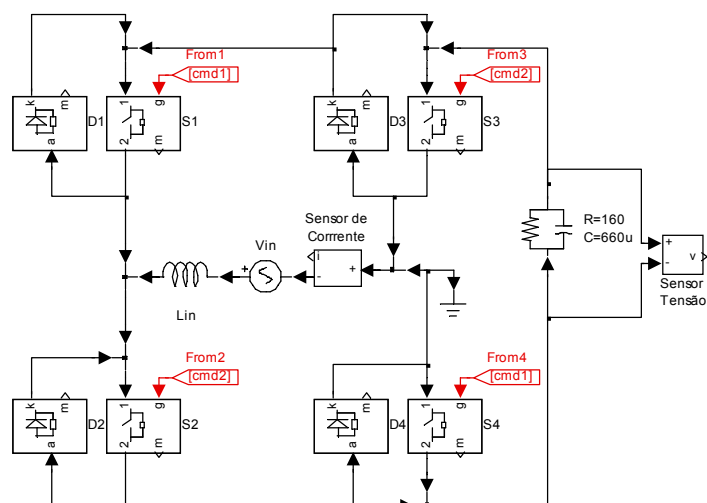 From1
[cmd1]
From3
[cmd2]
k
m
a
D1
1
g
2
m
S1
k
m
a
D3
1
g
2
m
S3
Sensor de
Corrrente
Vin
+
i
-
+
Lin
R=160
C=660u
+
-
v
Sensor
Tensão
From2
[cmd2]
From4
[cmd1]
k
m
a
D2
1
g
2
m
S2
k
m
a
D4
1
g
2
m
S4